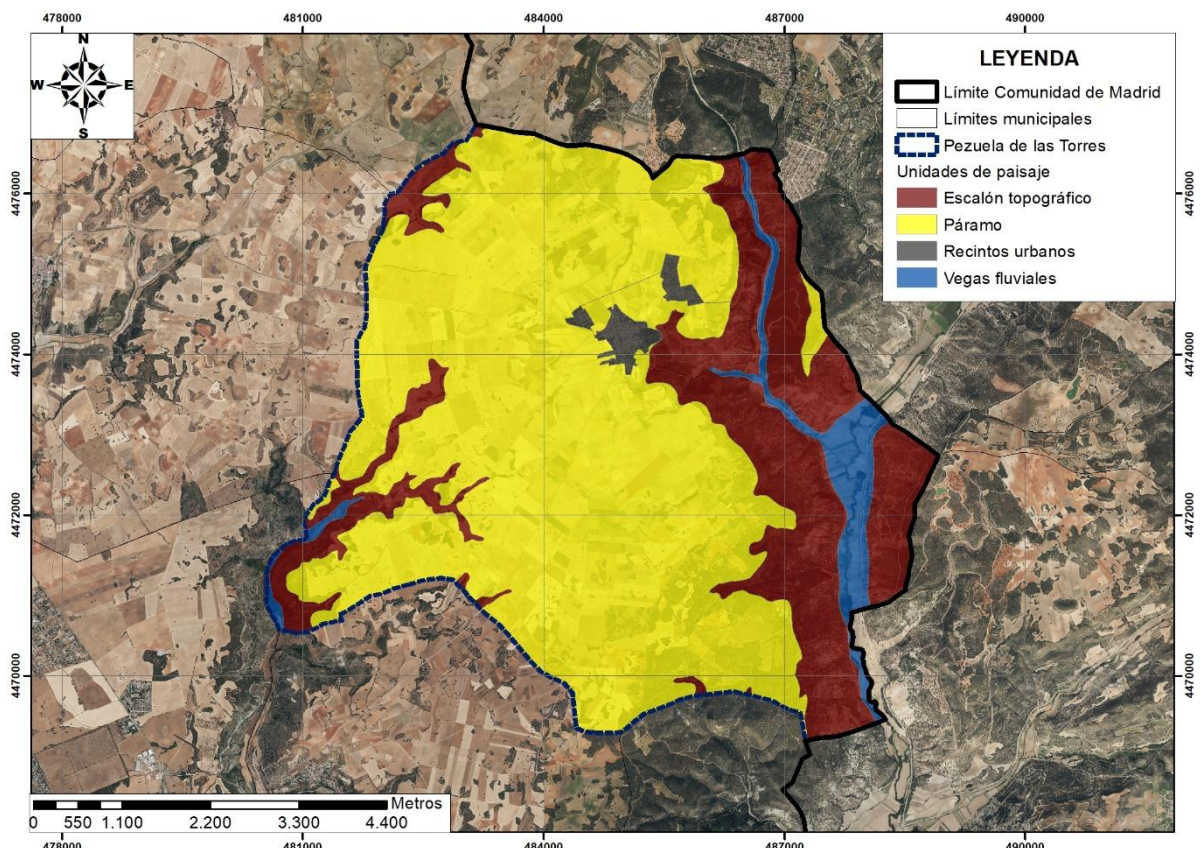 478000 481000 484000 487000 490000
N
W E
S
LEYENDA
Límite Comunidad de Madrid
Límites municipales
Pezuela de las Torres
Unidades de paisaje
Escalón topográfico
Páramo
Recintos urbanos
Vegas fluviales
4476000 4476000
4474000 4474000
4472000 4472000
4470000 4470000
Metros
0 550 1.100 2.200 3.300 4.400
478000 481000 484000 487000 490000